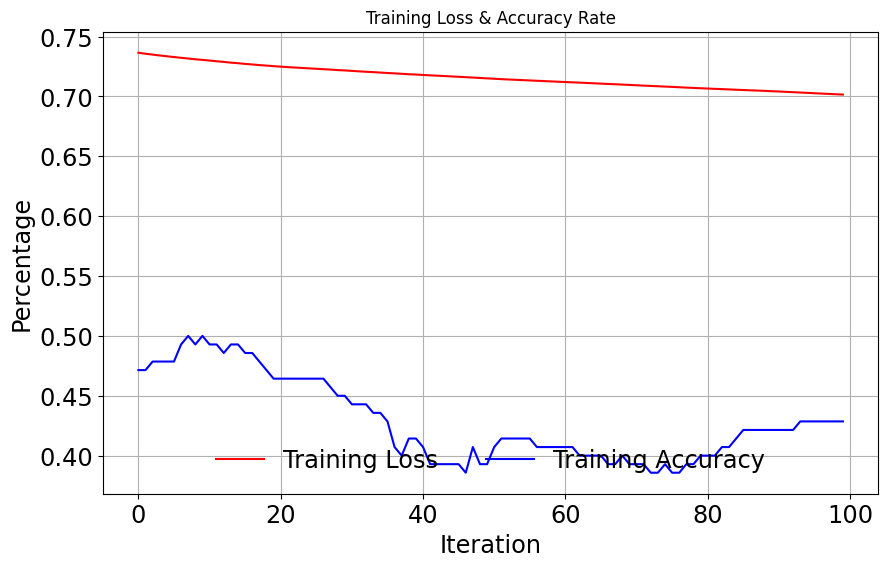 Training Loss & Accuracy Rate
Percentage
0.75
0.70
0.65
0.60
0.55
0.50
0.45
0.40
Training Loss Training Accuracy
0 20 40 60 80 100
Iteration